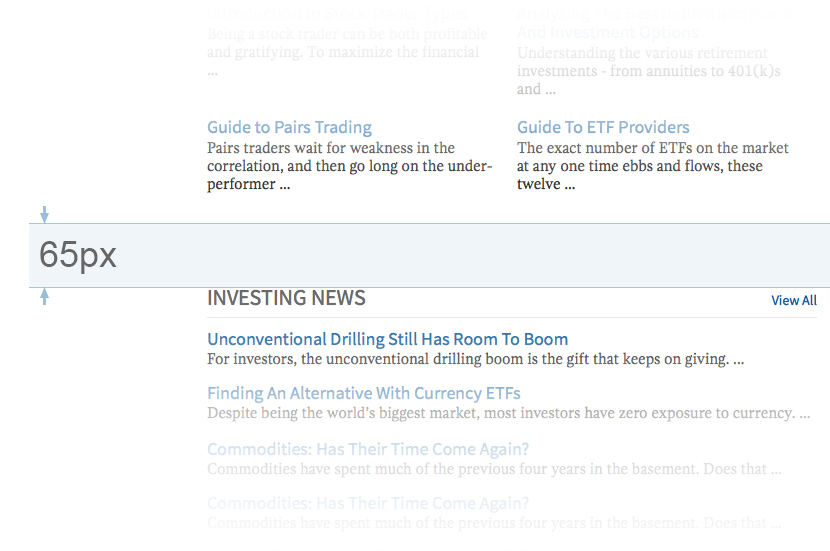 Introduction To Stock Trader Types
Being a stock trader can be both profitable
and gratifying. To maximize the financial
...
And Investment Options
Understanding the various retirement
investments - from annuities to 401(k)s
and ...
Guide to Pairs Trading
Pairs traders wait for weakness in the
correlation, and then go long on the under-
performer ...
Guide To ETF Providers
The exact number of ETFs on the market
at any one time ebbs and flows, these
twelve ...
65px
INVESTING NEWS
View All
Unconventional Drilling Still Has Room To Boom
For investors, the unconventional drilling boom is the gift that keeps on giving. ...
Finding An Alternative With Currency ETFs
Despite being the world's biggest market, most investors have zero exposure to currency. ...
Commodities: Has Their Time Come Again?
Commodities have spent much of the previous four years in the basement. Does that ...
Commodities: Has Their Time Come Again?
Commodities have spent much of the previous four years in the basement. Does that ...